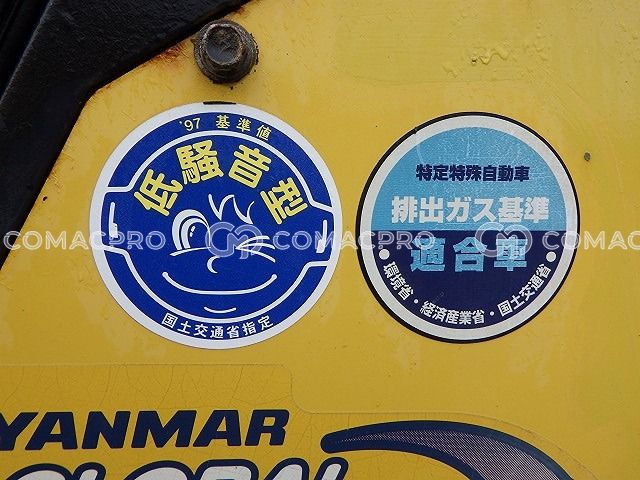 '97 基準値
低騒音型
国土交通省指定
特定特殊自動車
排出ガス基準
適合車
・環境省・経済産業省・国土交通省・
COMACPRO COMACPRO COMAC
YANMAR
GLOBAL